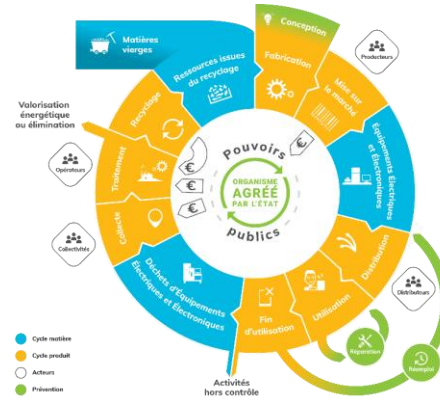 Matières
vierges
Ressources issues
du recyclage
Conception
Fabrication
Mise sur
le marché
Producteurs
Équipements Électriques
et Électroniques
Distribution
Distributeurs
Utilisation
Réparation
Réemploi
Fin
d'utilisation
Activités
hors contrôle
Déchets d'Équipements
Électriques et Électroniques
Collecte
Collectivités
Traitement
Opérateurs
Recyclage
Valorisation
énergétique
ou élimination
Pouvoirs
publics
ORGANISME
AGRÉÉ
PAR L'ÉTAT
€
€
€
€
Cycle matière
Cycle produit
Acteurs
Prévention